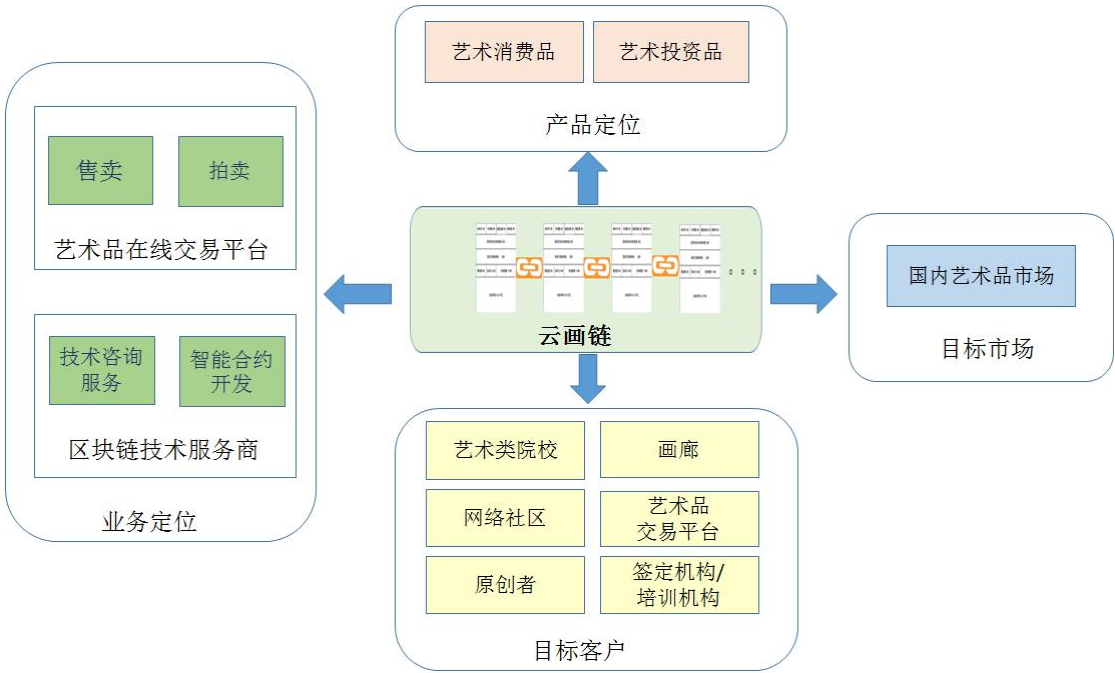 艺术消费品
艺术投资品
产品定位
售卖
拍卖
艺术品在线交易平台
技术咨询
服务
智能合约
开发
区块链技术服务商
业务定位
云画链
国内艺术品市场
目标市场
艺术类院校
画廊
网络社区
艺术品
交易平台
原创者
签定机构/
培训机构
目标客户